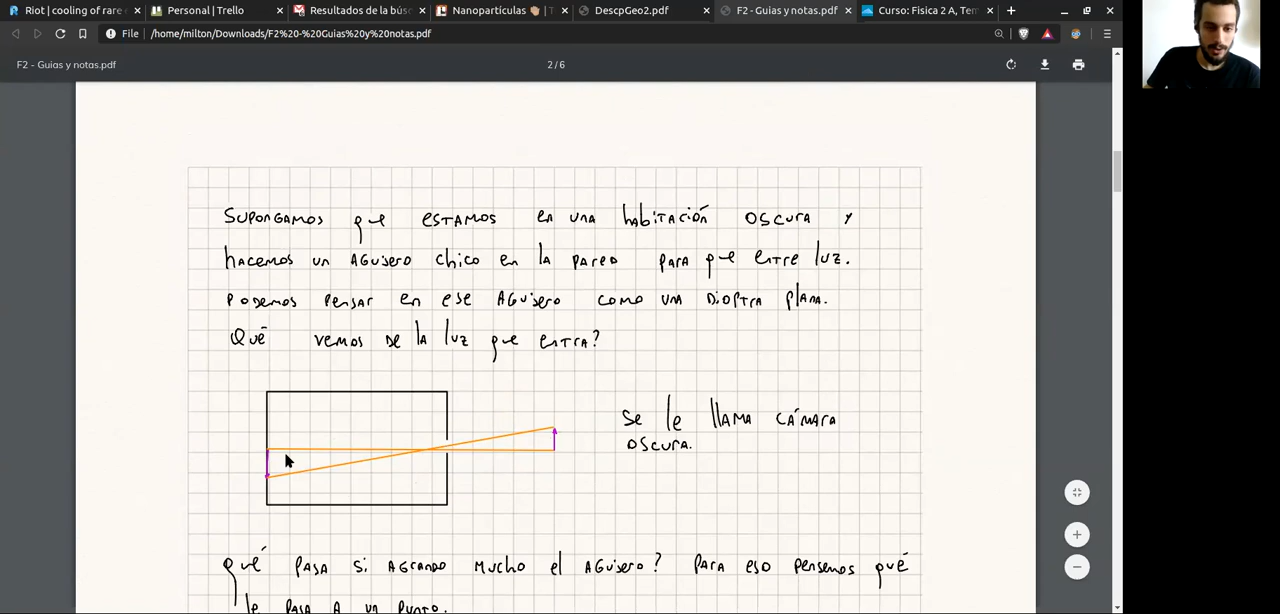 Riot | cooling of rare e
Personal | Trello
Resultados de la bús
Nanopartículas 👏🏼 | T
DescpGeo2.pdf
F2 - Guias y notas.pdf
Curso: Fisica 2 A, Tem
File
/home/milton/Downloads/F2%20-%20Guias%20y%20notas.pdf
F2 - Guias y notas.pdf
2 / 6
Supongamos que estamos en una habitación oscura y
hacemos un agujero chico en la pared para que entre luz.
Podemos pensar en ese agujero como una dioptra plana.
Qué vemos de la luz que entra?
Se le llama cámara
oscura.
Qué pasa si agrando mucho el agujero? Para eso pensemos qué
le pasa a un punto.